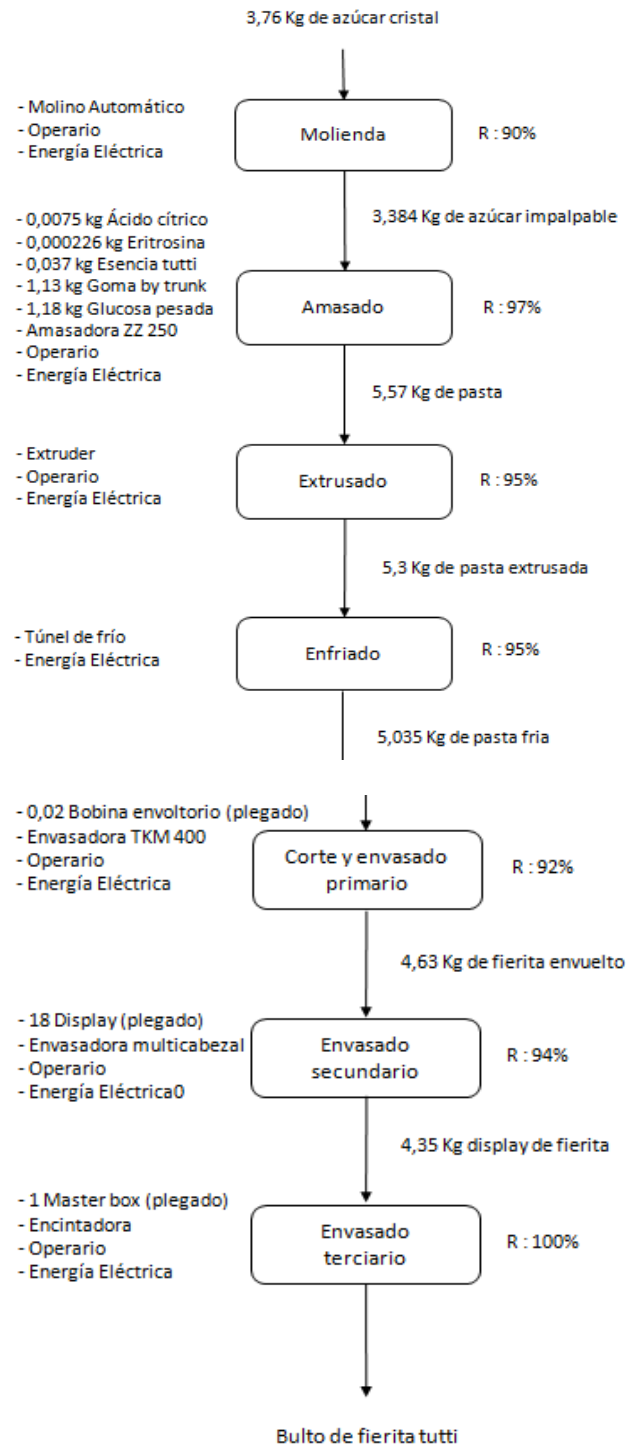 3,76 Kg de azúcar cristal
- Molino Automático
- Operario
- Energía Eléctrica
Molienda
R : 90%
3,384 Kg de azúcar impalpable
- 0,0075 kg Ácido cítrico
- 0,000226 kg Eritrosina
- 0,037 kg Esencia tutti
- 1,13 kg Goma by trunk
- 1,18 kg Glucosa pesada
- Amasadora ZZ 250
- Operario
- Energía Eléctrica
Amasado
R : 97%
5,57 Kg de pasta
- Extruder
- Operario
- Energía Eléctrica
Extrusado
R : 95%
5,3 Kg de pasta extrusada
- Túnel de frío
- Energía Eléctrica
Enfriado
R : 95%
5,035 Kg de pasta fria
- 0,02 Bobina envoltorio (plegado)
- Envasadora TKM 400
- Operario
- Energía Eléctrica
Corte y envasado
primario
R : 92%
4,63 Kg de fierita envuelto
- 18 Display (plegado)
- Envasadora multicabezal
- Operario
- Energía Eléctrica0
Envasado
secundario
R : 94%
4,35 Kg display de fierita
- 1 Master box (plegado)
- Encintadora
- Operario
- Energía Eléctrica
Envasado
terciario
R : 100%
Bulto de fierita tutti